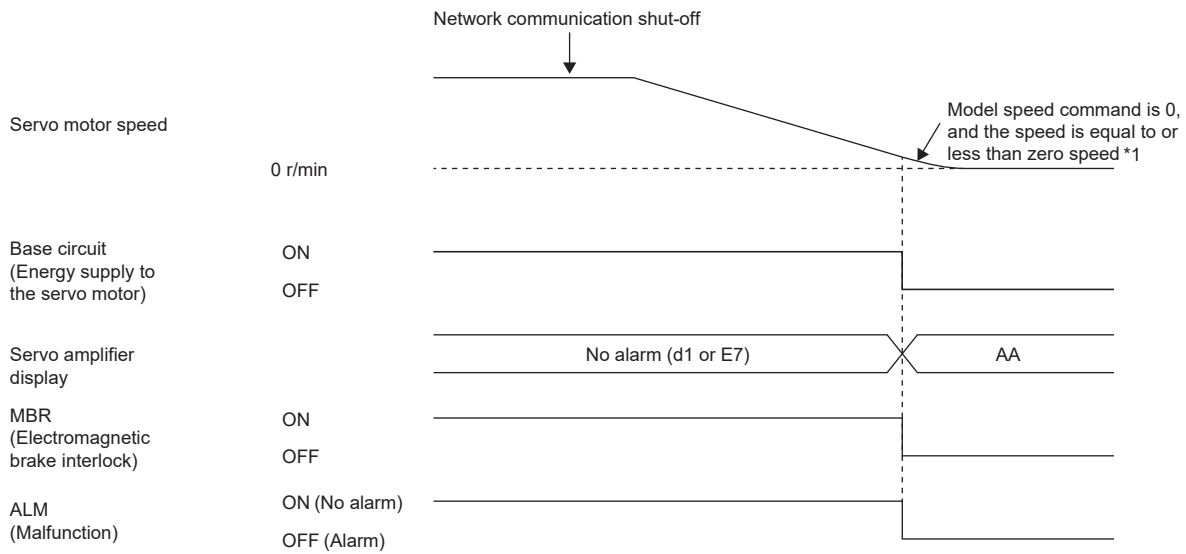 Network communication shut-off
Servo motor speed
0 r/min
Model speed command is 0,
and the speed is equal to or
less than zero speed *1
Base circuit
(Energy supply to
the servo motor)
ON
OFF
Servo amplifier
display
No alarm (d1 or E7)
AA
MBR
(Electromagnetic
brake interlock)
ON
OFF
ALM
(Malfunction)
ON (No alarm)
OFF (Alarm)